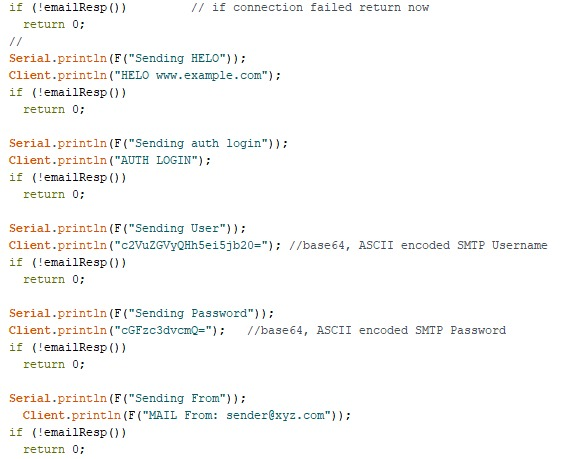 if (!emailResp()) // if connection failed return now
return 0;
//
Serial.println(F("Sending HELO"));
Client.println("HELO www.example.com");
if (!emailResp())
return 0;
Serial.println(F("Sending auth login"));
Client.println("AUTH LOGIN");
if (!emailResp())
return 0;
Serial.println(F("Sending User"));
Client.println("c2VuZGVyQHh5ei5jb20="); //base64, ASCII encoded SMTP Username
if (!emailResp())
return 0;
Serial.println(F("Sending Password"));
Client.println("cGFzc3dvcmQ="); //base64, ASCII encoded SMTP Password
if (!emailResp())
return 0;
Serial.println(F("Sending From"));
Client.println(F("MAIL From: sender@xyz.com"));
if (!emailResp())
return 0;